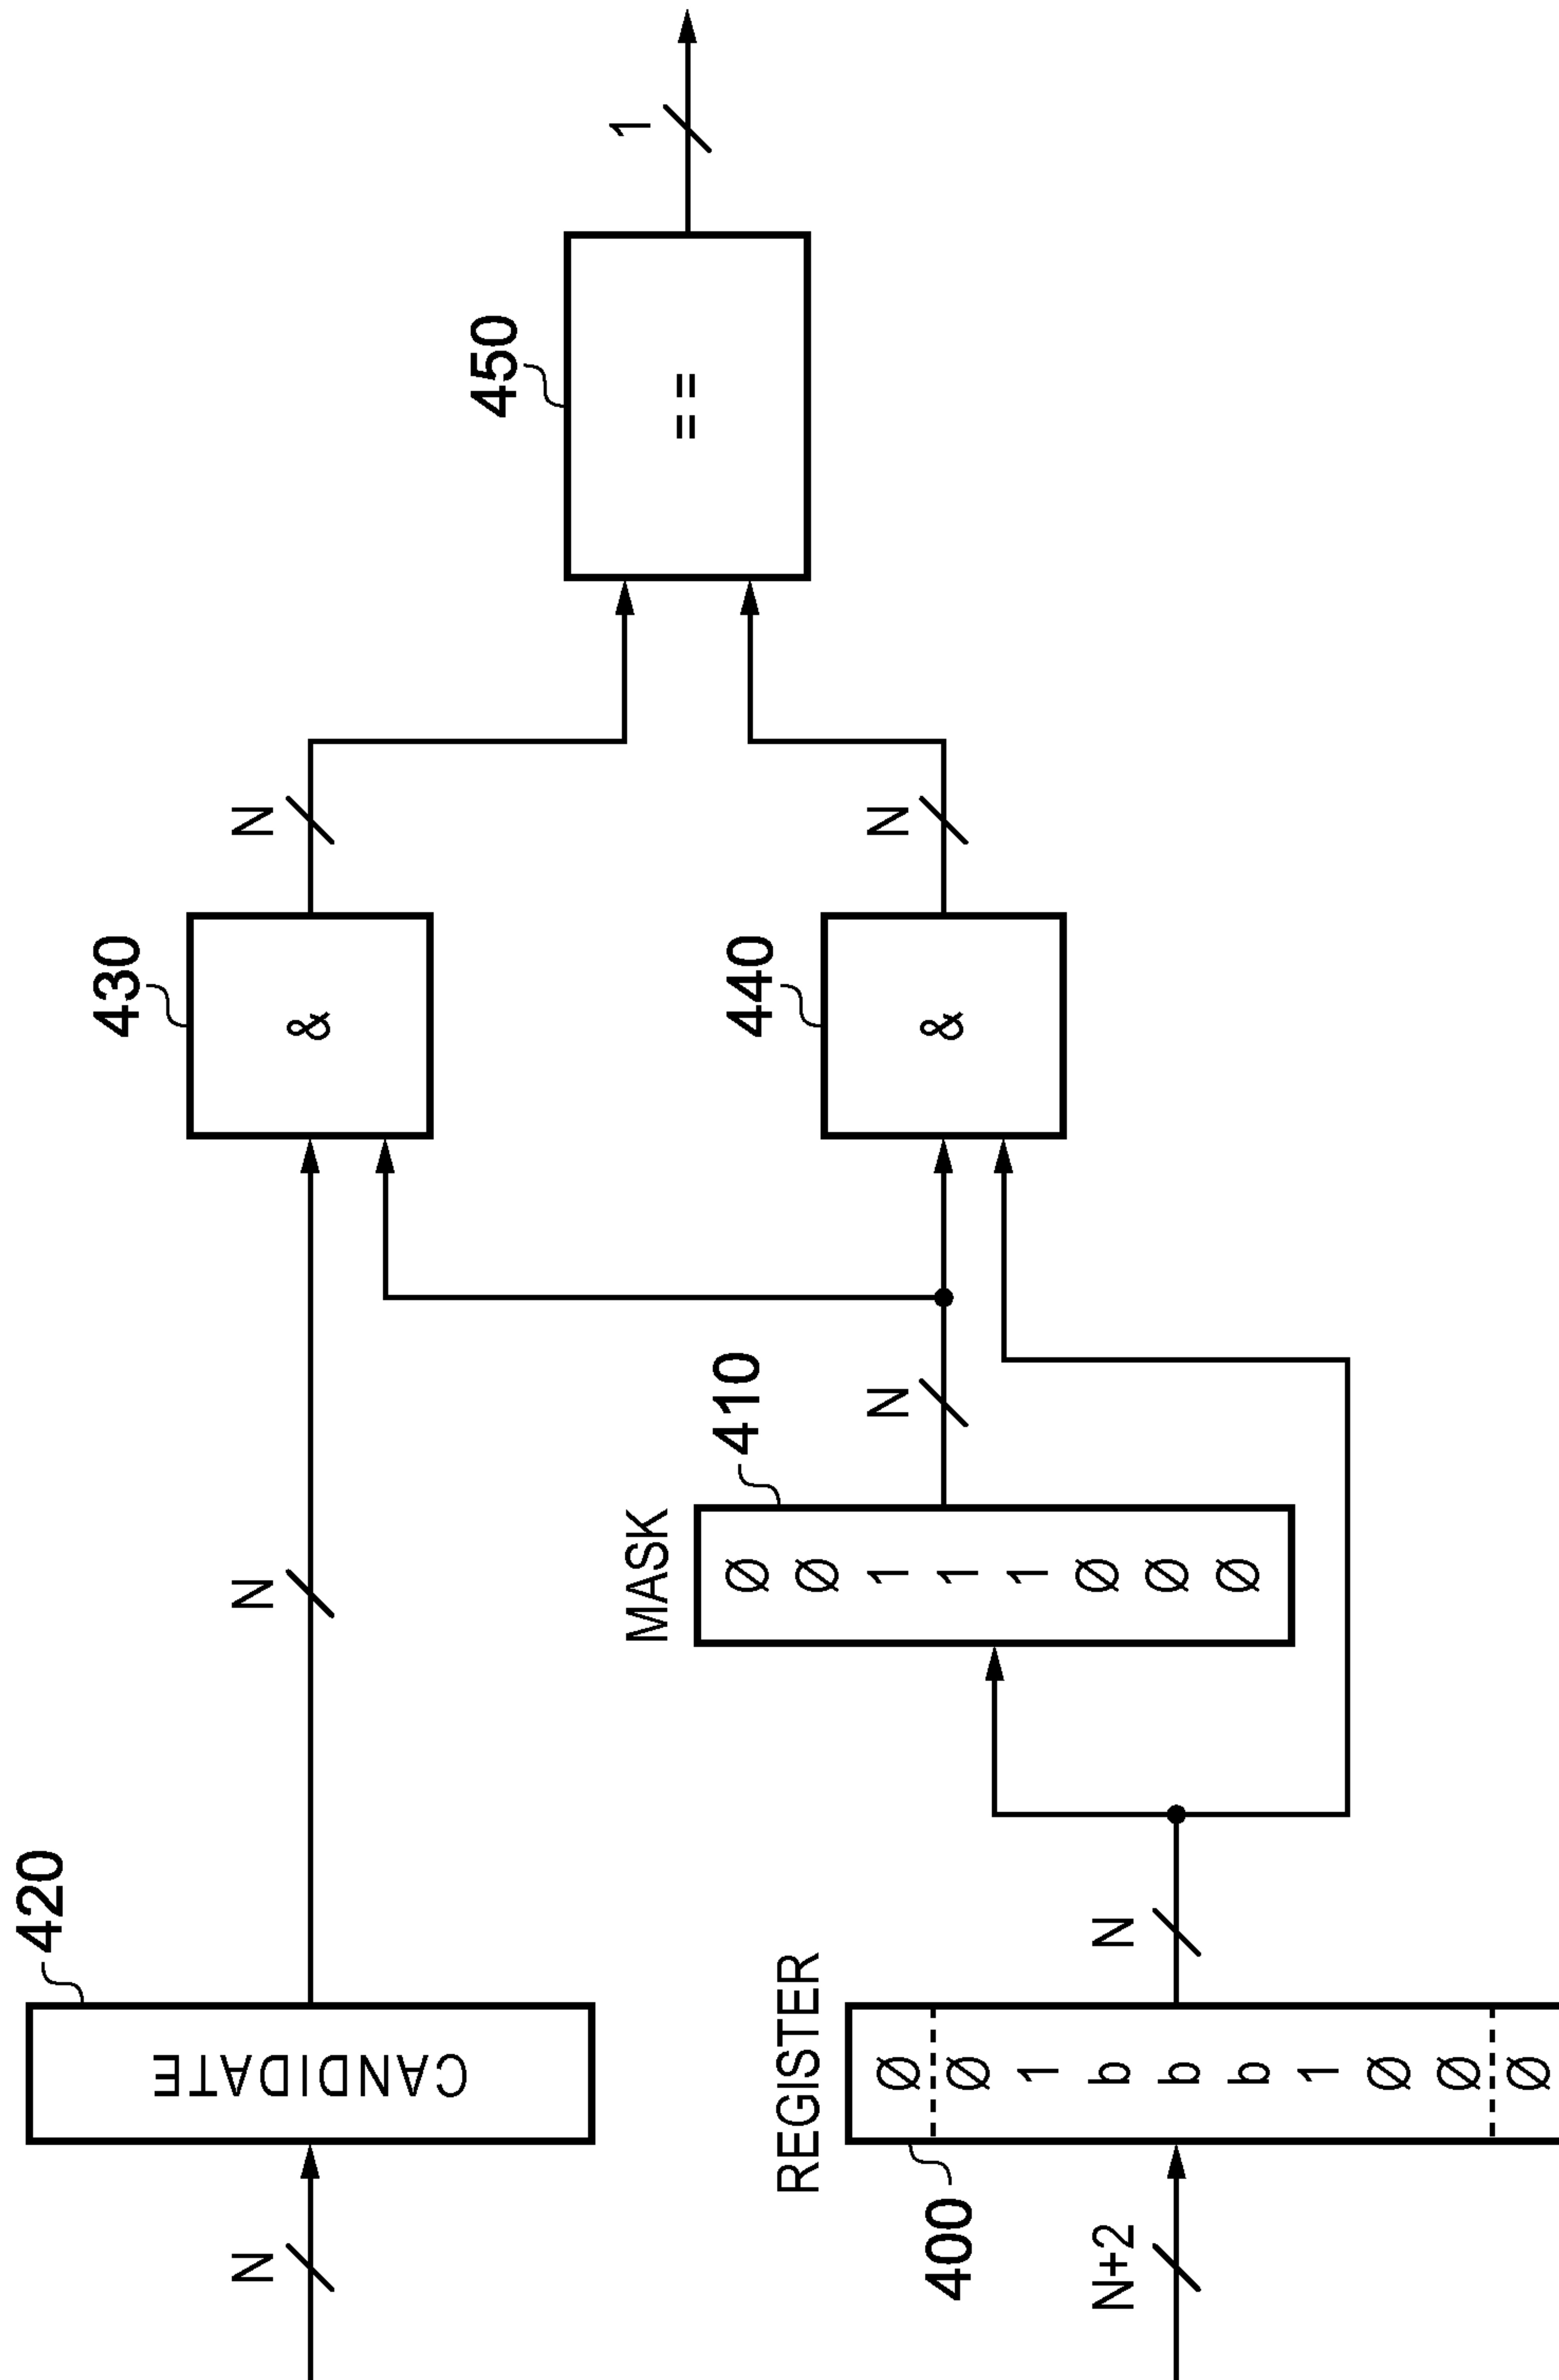 420
N
CANDIDATE
N
430
&
N
450
==
1
REGISTER
400
N+2
Ø
Ø
1
b
b
b
1
Ø
Ø
Ø
N
MASK
410
Ø
Ø
1
1
1
Ø
Ø
Ø
N
440
&
N